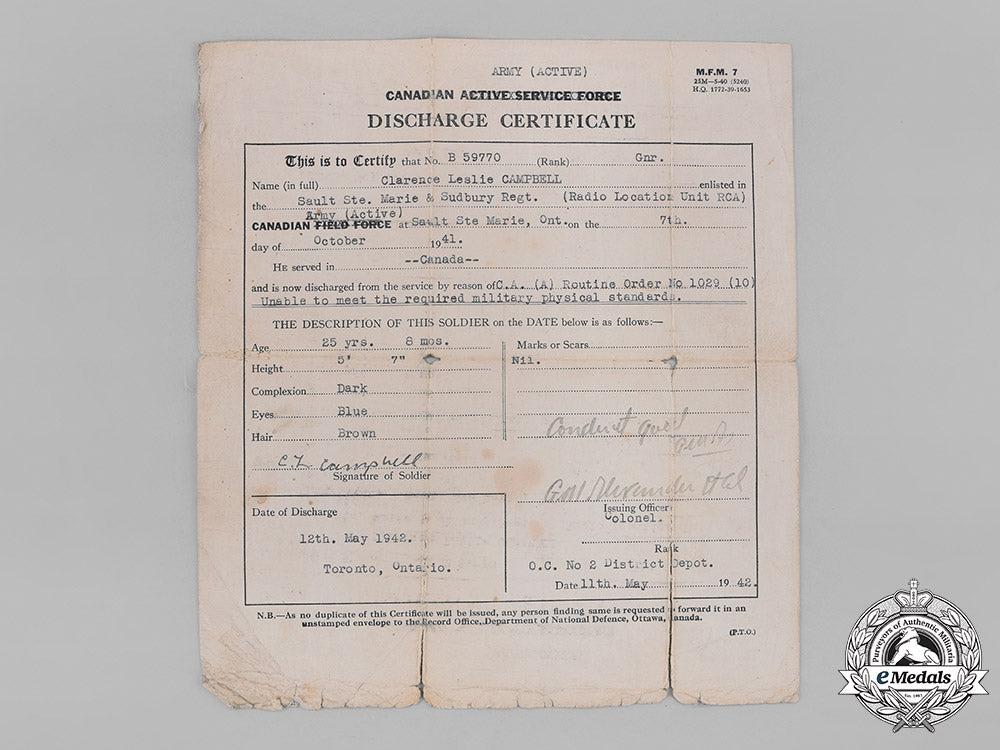 ARMY (ACTIVE)
M.F.M. 7
25M—5-40 (5240)
H.Q. 1772-39-1653
CANADIAN ACTIVE SERVICE FORCE
DISCHARGE CERTIFICATE
This is to Certify that No. B 59770 (Rank) Gnr.
Name (in full) Clarence Leslie CAMPBELL enlisted in
the Sault Ste. Marie & Sudbury Regt. (Radio Location Unit RCA)
Army (Active)
CANADIAN FIELD FORCE at Sault Ste Marie, Ont. on the 7th.
day of October 1941.
HE served in --Canada--
and is now discharged from the service by reason of C.A. (A) Routine Order No 1029 (10)
Unable to meet the required military physical standards.
THE DESCRIPTION OF THIS SOLDIER on the DATE below is as follows:—
Age 25 yrs. 8 mos.
Height 5' 7"
Complexion Dark
Eyes Blue
Hair Brown
C.L. Campbell
Signature of Soldier
Marks or Scars
Nil.
Conduct good
Issuing Officer
Colonel.
Rank
O.C. No 2 District Depot.
Date 11th. May 1942.
Date of Discharge
12th. May 1942.
Toronto, Ontario.
N.B.—As no duplicate of this Certificate will be issued, any person finding same is requested to forward it in an
unstamped envelope to the Record Office, Department of National Defence, Ottawa, Canada.
(P.T.O.)
Purveyors of Authentic Militaria
eMedals